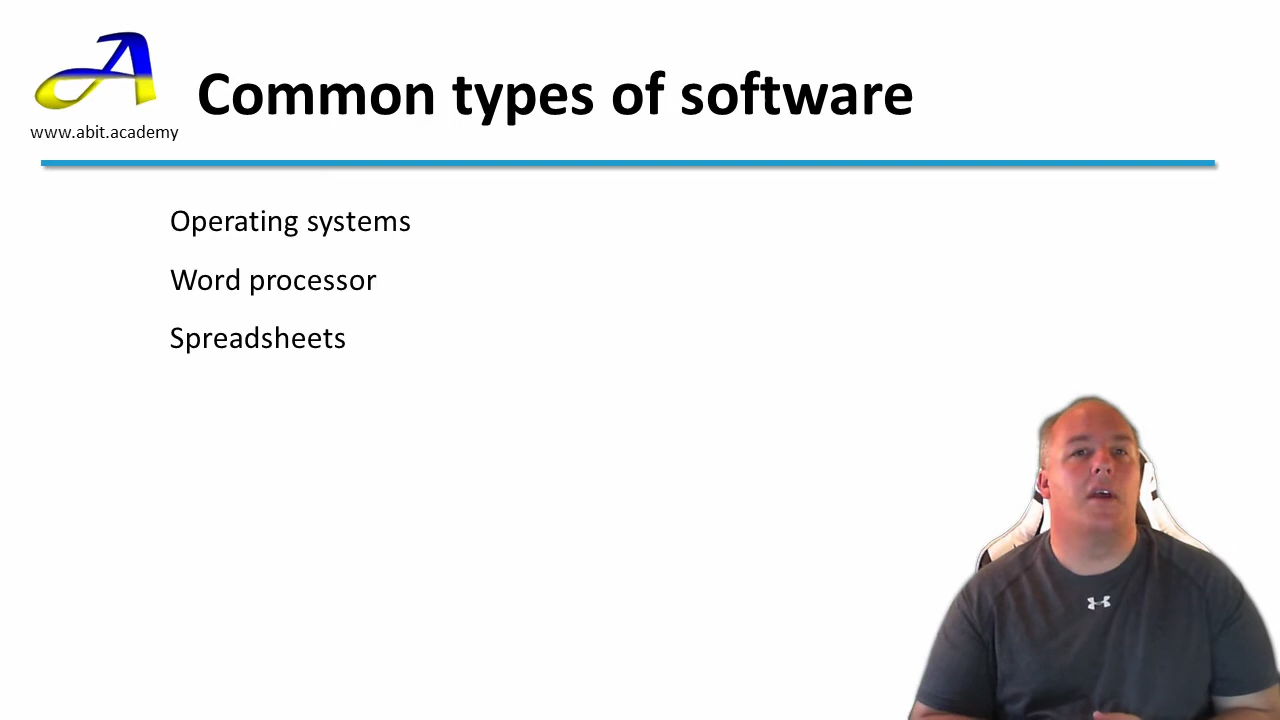 Common types of software
www.abit.academy
Operating systems
Word processor
Spreadsheets